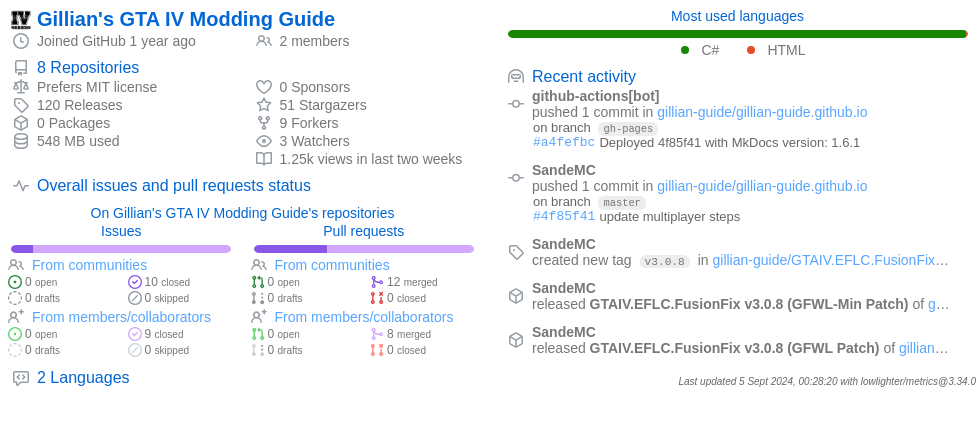 IV Gillian's GTA IV Modding Guide
Joined GitHub 1 year ago
2 members
8 Repositories
Prefers MIT license
120 Releases
0 Packages
548 MB used
0 Sponsors
51 Stargazers
9 Forkers
3 Watchers
1.25k views in last two weeks
Overall issues and pull requests status
On Gillian's GTA IV Modding Guide's repositories
Issues
From communities
0 open
10 closed
0 drafts
0 skipped
From members/collaborators
0 open
9 closed
0 drafts
0 skipped
Pull requests
From communities
0 open
12 merged
0 drafts
0 closed
From members/collaborators
0 open
8 merged
0 drafts
0 closed
2 Languages
Most used languages
C#
HTML
Recent activity
github-actions[bot]
pushed 1 commit in gillian-guide/gillian-guide.github.io
on branch gh-pages
#a4fefbc Deployed 4f85f41 with MkDocs version: 1.6.1
SandeMC
pushed 1 commit in gillian-guide/gillian-guide.github.io
on branch master
#4f85f41 update multiplayer steps
SandeMC
created new tag v3.0.8 in gillian-guide/GTAIV.EFLC.FusionFix…
SandeMC
released GTAIV.EFLC.FusionFix v3.0.8 (GFWL-Min Patch) of g…
SandeMC
released GTAIV.EFLC.FusionFix v3.0.8 (GFWL Patch) of gillian…
Last updated 5 Sept 2024, 00:28:20 with lowlighter/metrics@3.34.0